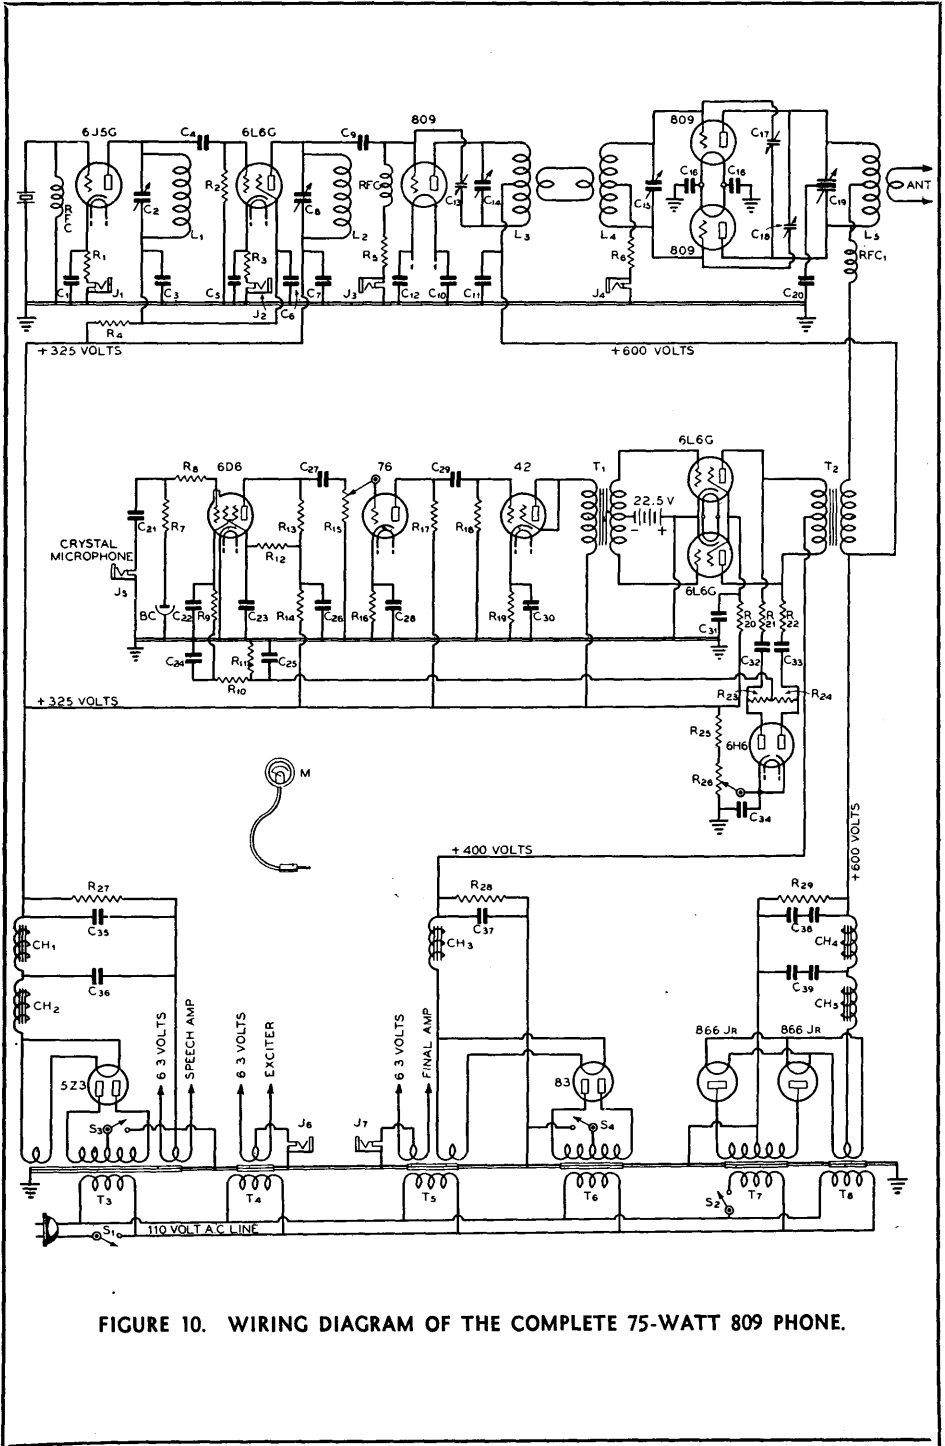 6J5G C4 6L6G C9 809 809 C17
R2 C16 C16
RFC C2 RFC C13 C14 C15 C19 ANT
L1 C8 L2 L3 L4 C18 L5
R1 R3 R5 R6 809 RFC1
C1 J1 C3 C5 J2 C6 C7 J3 C12 C10 C11 J4 C20
R4
+325 VOLTS +600 VOLTS
6L6G
R8 6D6 C27 76 C29 42 T1 T2
22.5 V
- +
C21 R7 R13 R15 R17 R18
R12
CRYSTAL
MICROPHONE
J5 6L6G
BC C22 R9 C23 R14 C26 R16 C28 R19 C30 C31 R20 R21 R22
C24 R11 C25 C32 C33
R10
+325 VOLTS R23 R24
R25 6H6
M R26
C34
+400 VOLTS +600 VOLTS
R27 R28 R29
C35 C37 C38
CH1 CH3 CH4
C36 C39
CH2 CH5
6 3 VOLTS SPEECH AMP 6 3 VOLTS EXCITER 6 3 VOLTS FINAL AMP 866 JR 866 JR
5Z3 83
S3 J6 J7 S4
T3 T4 T5 T6 S2 T7 T8
S1 110 VOLT A C LINE
FIGURE 10. WIRING DIAGRAM OF THE COMPLETE 75-WATT 809 PHONE.